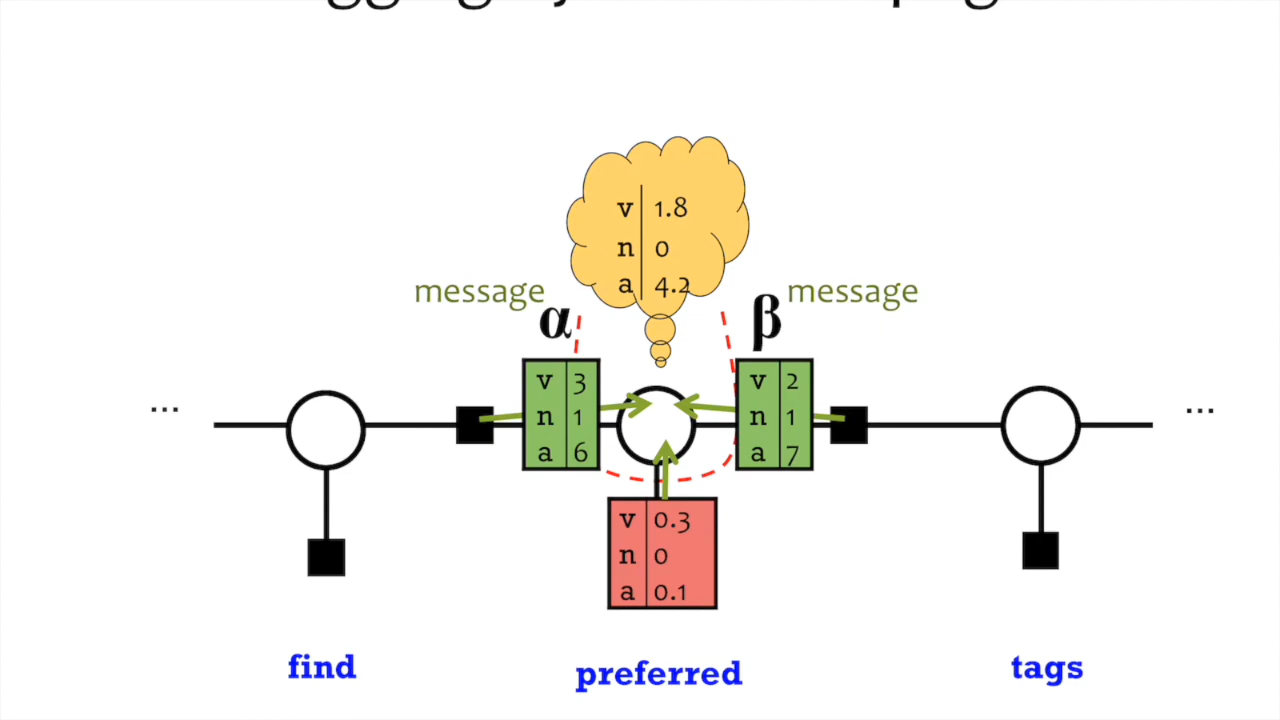 v 1.8
n 0
a 4.2
message
α
β
message
...
v 3
n 1
a 6
v 2
n 1
a 7
...
v 0.3
n 0
a 0.1
find
preferred
tags